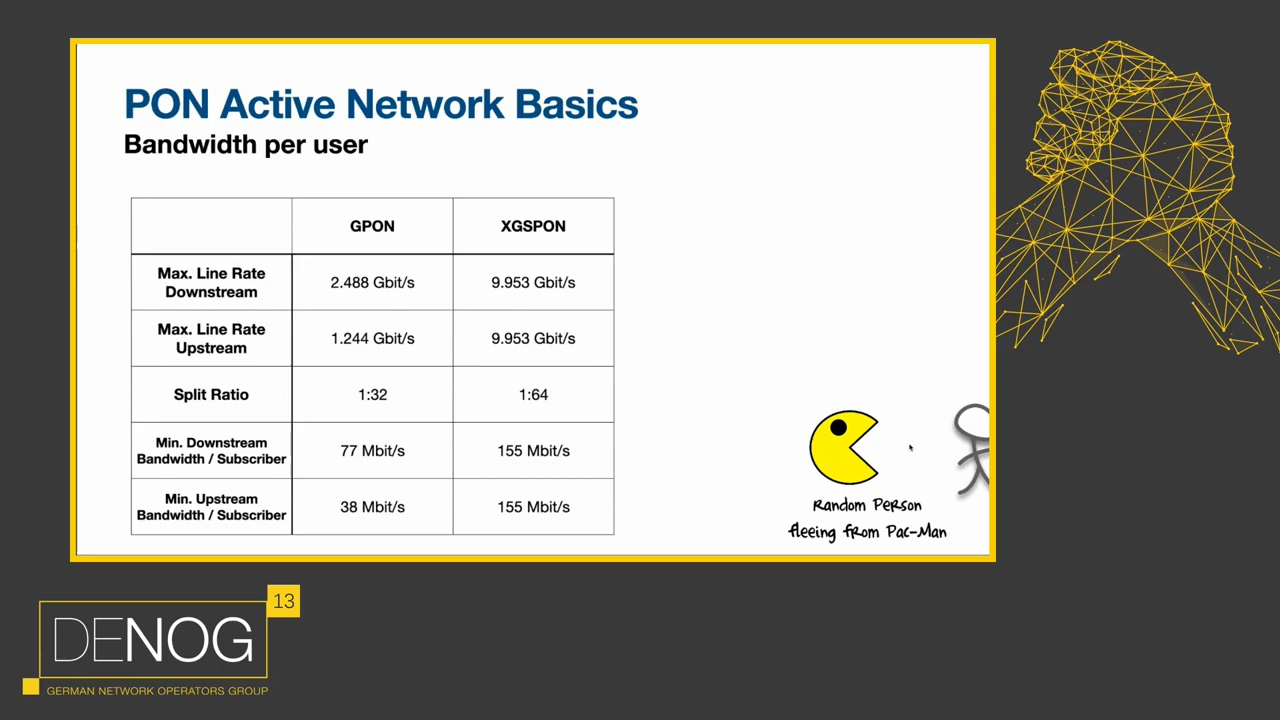 PON Active Network Basics
Bandwidth per user
GPON XGSPON
Max. Line Rate
Downstream
2.488 Gbit/s 9.953 Gbit/s
Max. Line Rate
Upstream
1.244 Gbit/s 9.953 Gbit/s
Split Ratio 1:32 1:64
Min. Downstream
Bandwidth / Subscriber
77 Mbit/s 155 Mbit/s
Min. Upstream
Bandwidth / Subscriber
38 Mbit/s 155 Mbit/s
Random Person
fleeing from Pac-Man
13
DENOG
GERMAN NETWORK OPERATORS GROUP